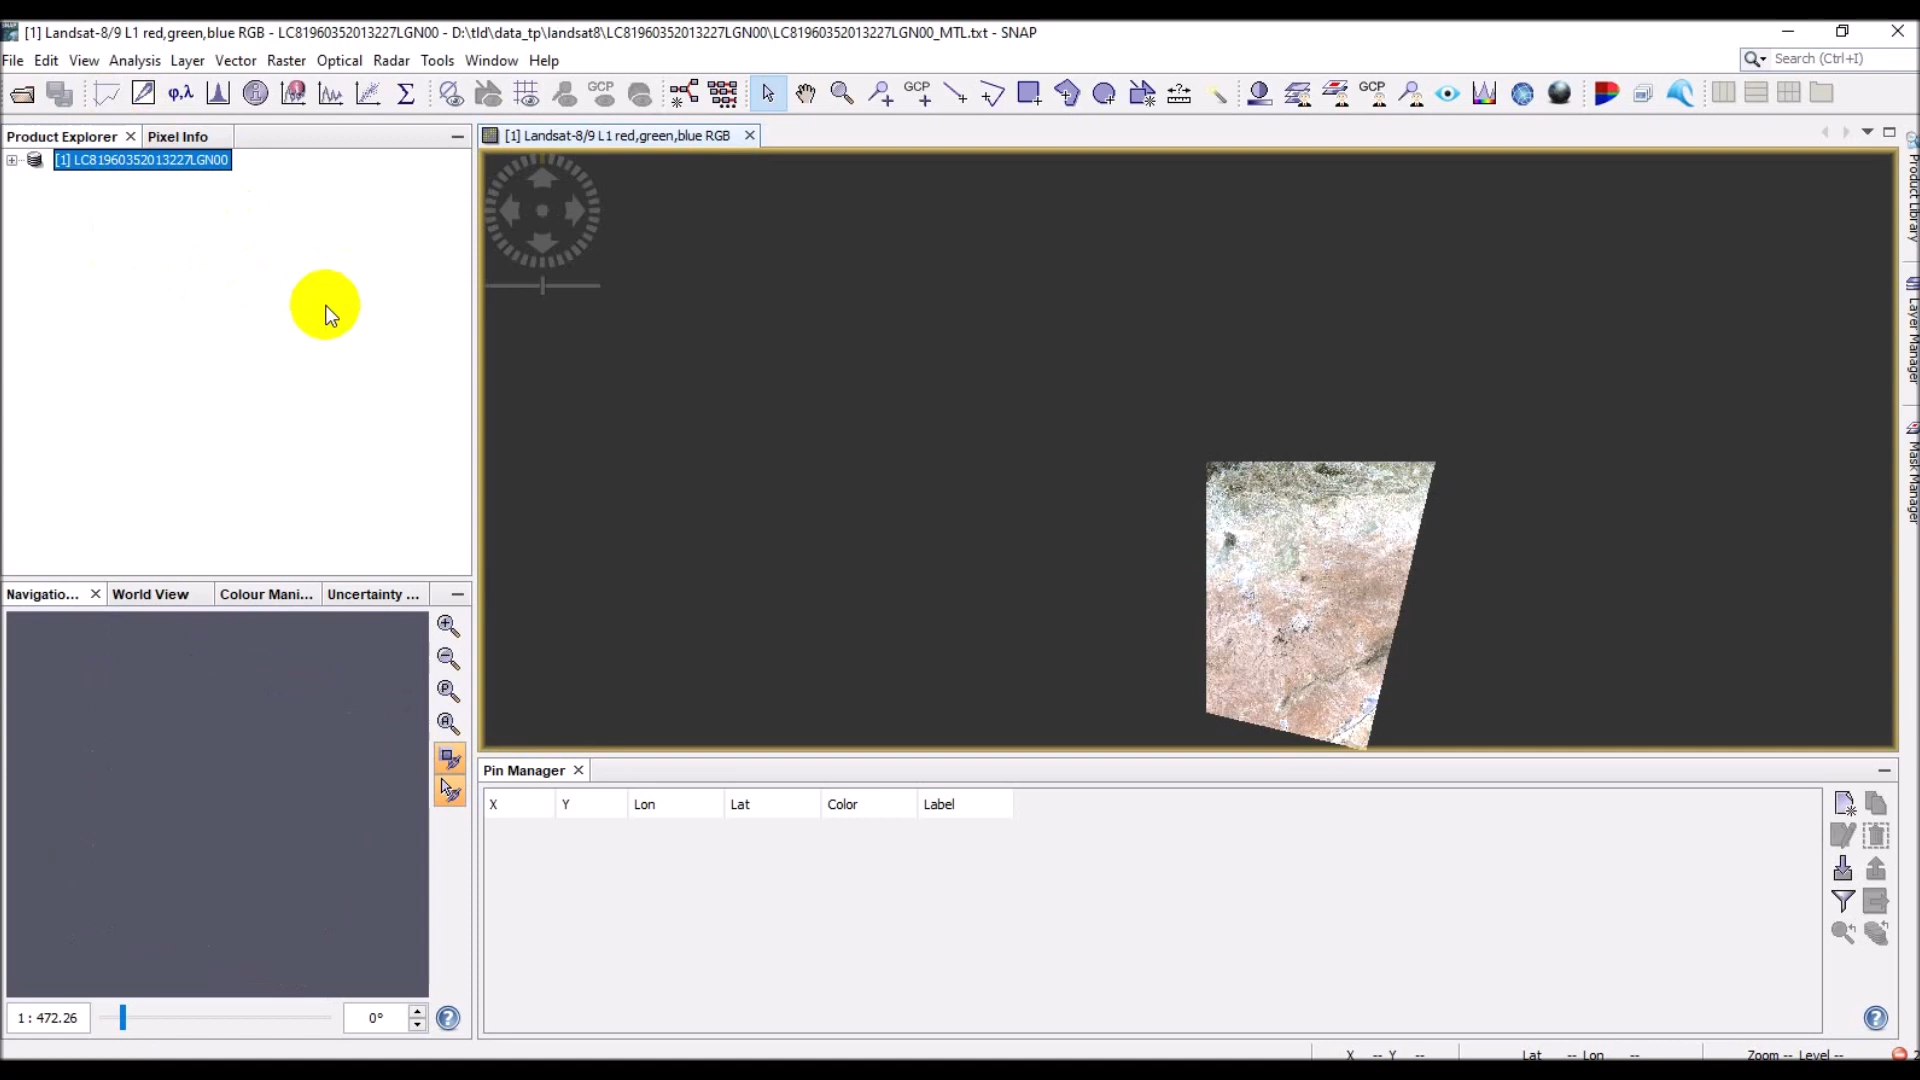 [1] Landsat-8/9 L1 red,green,blue RGB - LC81960352013227LGN00 - D:\tld\data_tp\landsat8\LC81960352013227LGN00\LC81960352013227LGN00_MTL.txt - SNAP
File Edit View Analysis Layer Vector Raster Optical Radar Tools Window Help
Search (Ctrl+I)
φ,λ GCP GCP GCP
Product Explorer Pixel Info
[1] Landsat-8/9 L1 red,green,blue RGB
[1] LC81960352013227LGN00
Product Library
Layer Manager
Mask Manager
Navigatio... World View Colour Mani... Uncertainty ...
Pin Manager
X Y Lon Lat Color Label
1 : 472.26
0°
X -- Y -- Lat -- Lon -- Zoom -- Level --